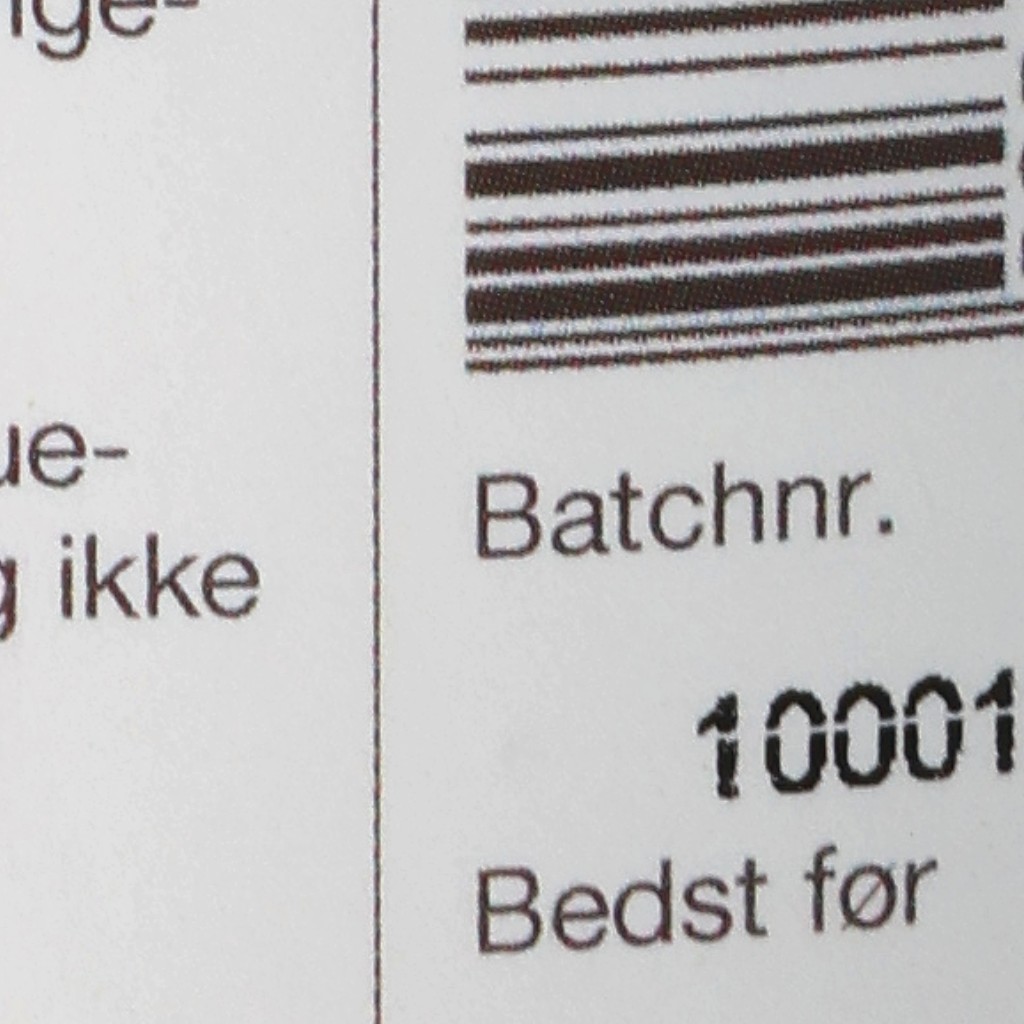 ue-
ikke
Batchnr.
10001
Bedst før